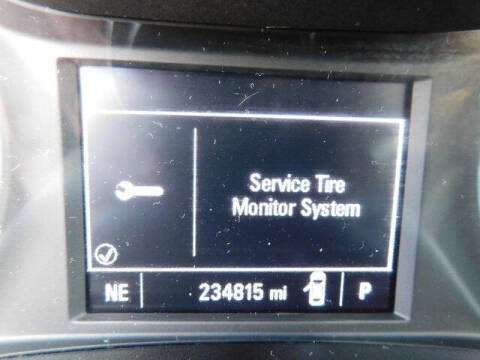 Service Tire
Monitor System
NE 234815 mi P